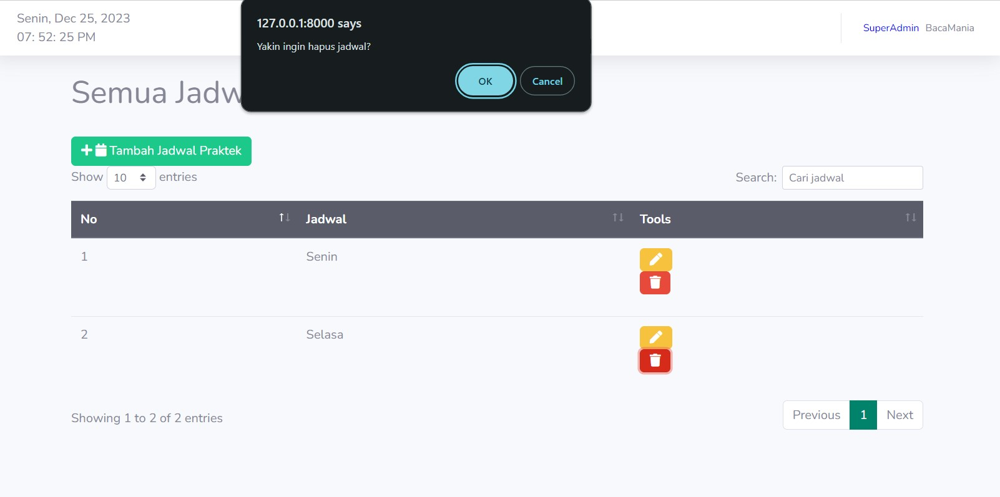 Senin, Dec 25, 2023
07: 52: 25 PM
127.0.0.1:8000 says
Yakin ingin hapus jadwal?
OK
Cancel
SuperAdmin BacaMania
Semua Jadw
Tambah Jadwal Praktek
Show 10 entries
Search: Cari jadwal
No Jadwal Tools
1 Senin
2 Selasa
Showing 1 to 2 of 2 entries
Previous 1 Next